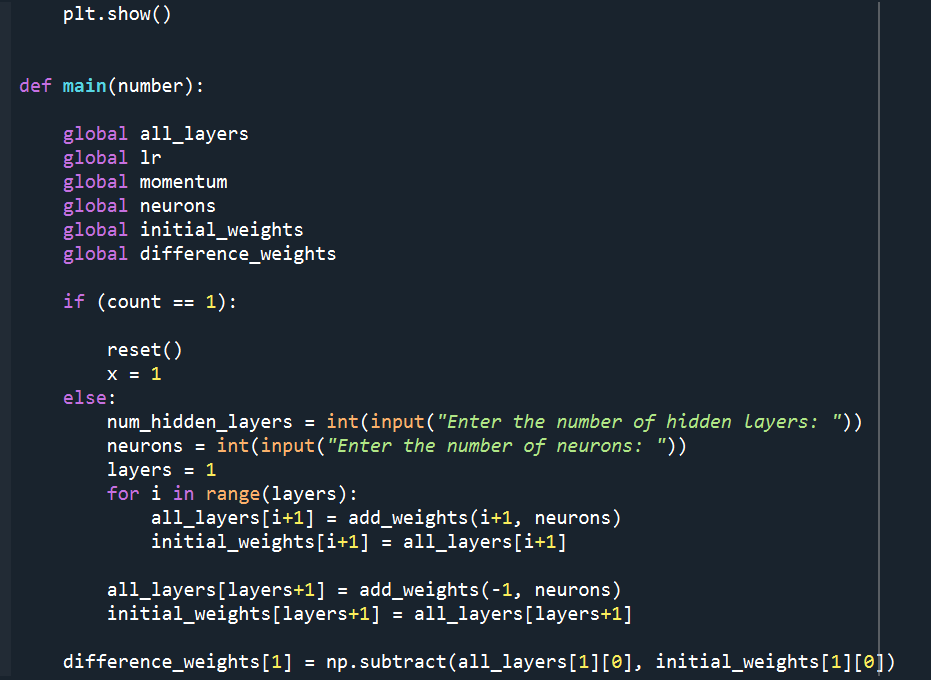 plt.show()
def main(number):
global all_layers
global lr
global momentum
global neurons
global initial_weights
global difference_weights
if (count == 1):
reset()
x = 1
else:
num_hidden_layers = int(input("Enter the number of hidden layers: "))
neurons = int(input("Enter the number of neurons: "))
layers = 1
for i in range(layers):
all_layers[i+1] = add_weights(i+1, neurons)
initial_weights[i+1] = all_layers[i+1]
all_layers[layers+1] = add_weights(-1, neurons)
initial_weights[layers+1] = all_layers[layers+1]
difference_weights[1] = np.subtract(all_layers[1][0], initial_weights[1][0])